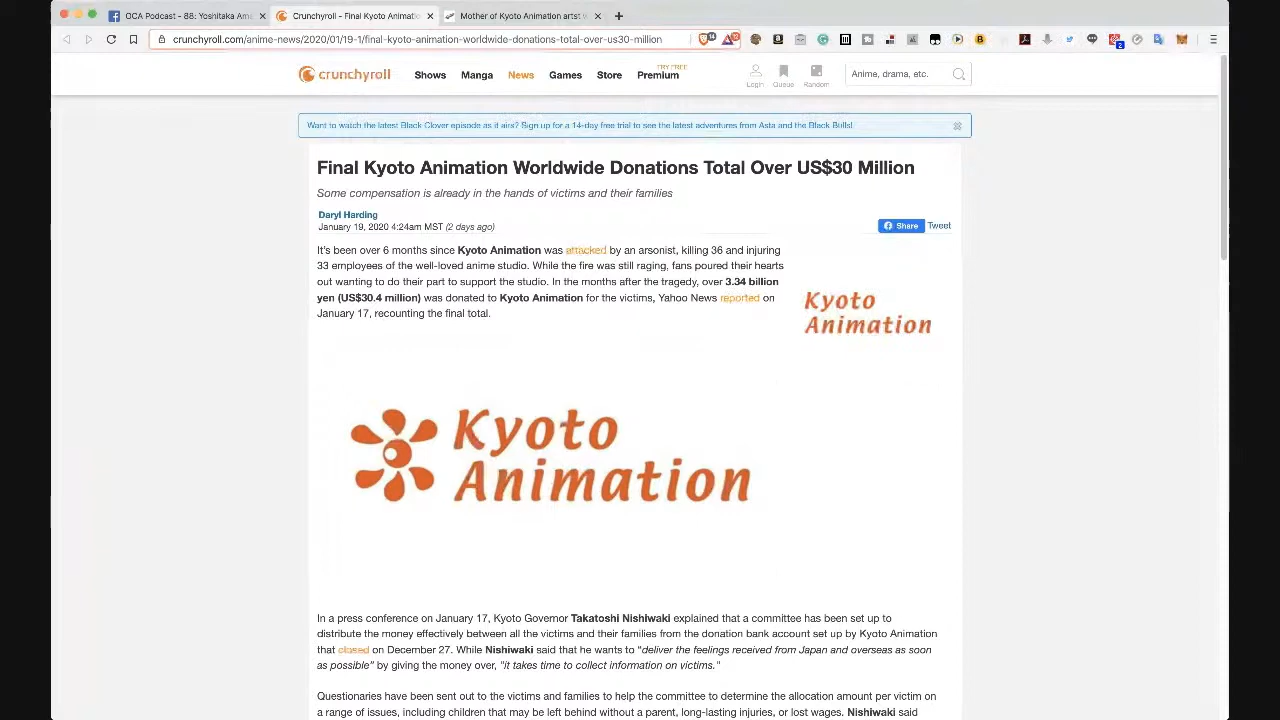 OCA Podcast - 88: Yoshitaka Am
Crunchyroll - Final Kyoto Animatio
Mother of Kyoto Animation artst
crunchyroll.com/anime-news/2020/01/19-1/final-kyoto-animation-worldwide-donations-total-over-us30-million
crunchyroll
Shows
Manga
News
Games
Store
TRY FREE
Premium
Login
Queue
Random
Anime, drama, etc.
Want to watch the latest Black Clover episode as it airs? Sign up for a 14-day free trial to see the latest adventures from Asta and the Black Bulls!
Final Kyoto Animation Worldwide Donations Total Over US$30 Million
Some compensation is already in the hands of victims and their families
Daryl Harding
January 19, 2020 4:24am MST (2 days ago)
Share
Tweet
It's been over 6 months since Kyoto Animation was attacked by an arsonist, killing 36 and injuring
33 employees of the well-loved anime studio. While the fire was still raging, fans poured their hearts
out wanting to do their part to support the studio. In the months after the tragedy, over 3.34 billion
yen (US$30.4 million) was donated to Kyoto Animation for the victims, Yahoo News reported on
January 17, recounting the final total.
Kyoto
Animation
Kyoto
Animation
In a press conference on January 17, Kyoto Governor Takatoshi Nishiwaki explained that a committee has been set up to
distribute the money effectively between all the victims and their families from the donation bank account set up by Kyoto Animation
that closed on December 27. While Nishiwaki said that he wants to "deliver the feelings received from Japan and overseas as soon
as possible" by giving the money over, "it takes time to collect information on victims."
Questionaries have been sent out to the victims and families to help the committee to determine the allocation amount per victim on
a range of issues, including children that may be left behind without a parent, long-lasting injuries, or lost wages. Nishiwaki said